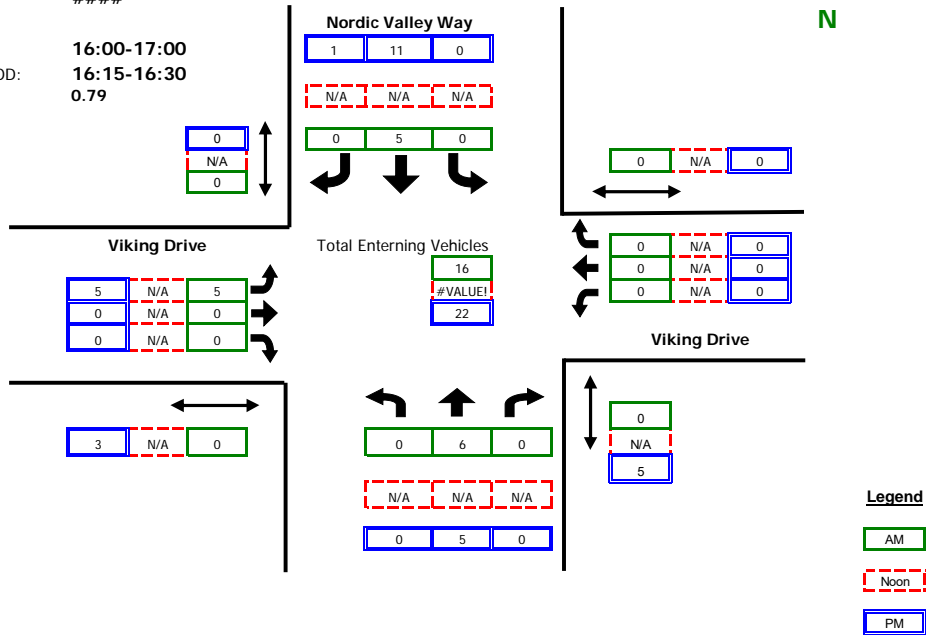 ####
N
Nordic Valley Way
16:00-17:00
OD: 16:15-16:30
0.79
1 11 0
N/A N/A N/A
0 5 0
0
N/A
0
0 N/A 0
Viking Drive
Total Enterning Vehicles
16
#VALUE!
22
0 N/A 0
0 N/A 0
0 N/A 0
5 N/A 5
0 N/A 0
0 N/A 0
Viking Drive
3 N/A 0
0 6 0
N/A N/A N/A
0 5 0
0
N/A
5
Legend
AM
Noon
PM